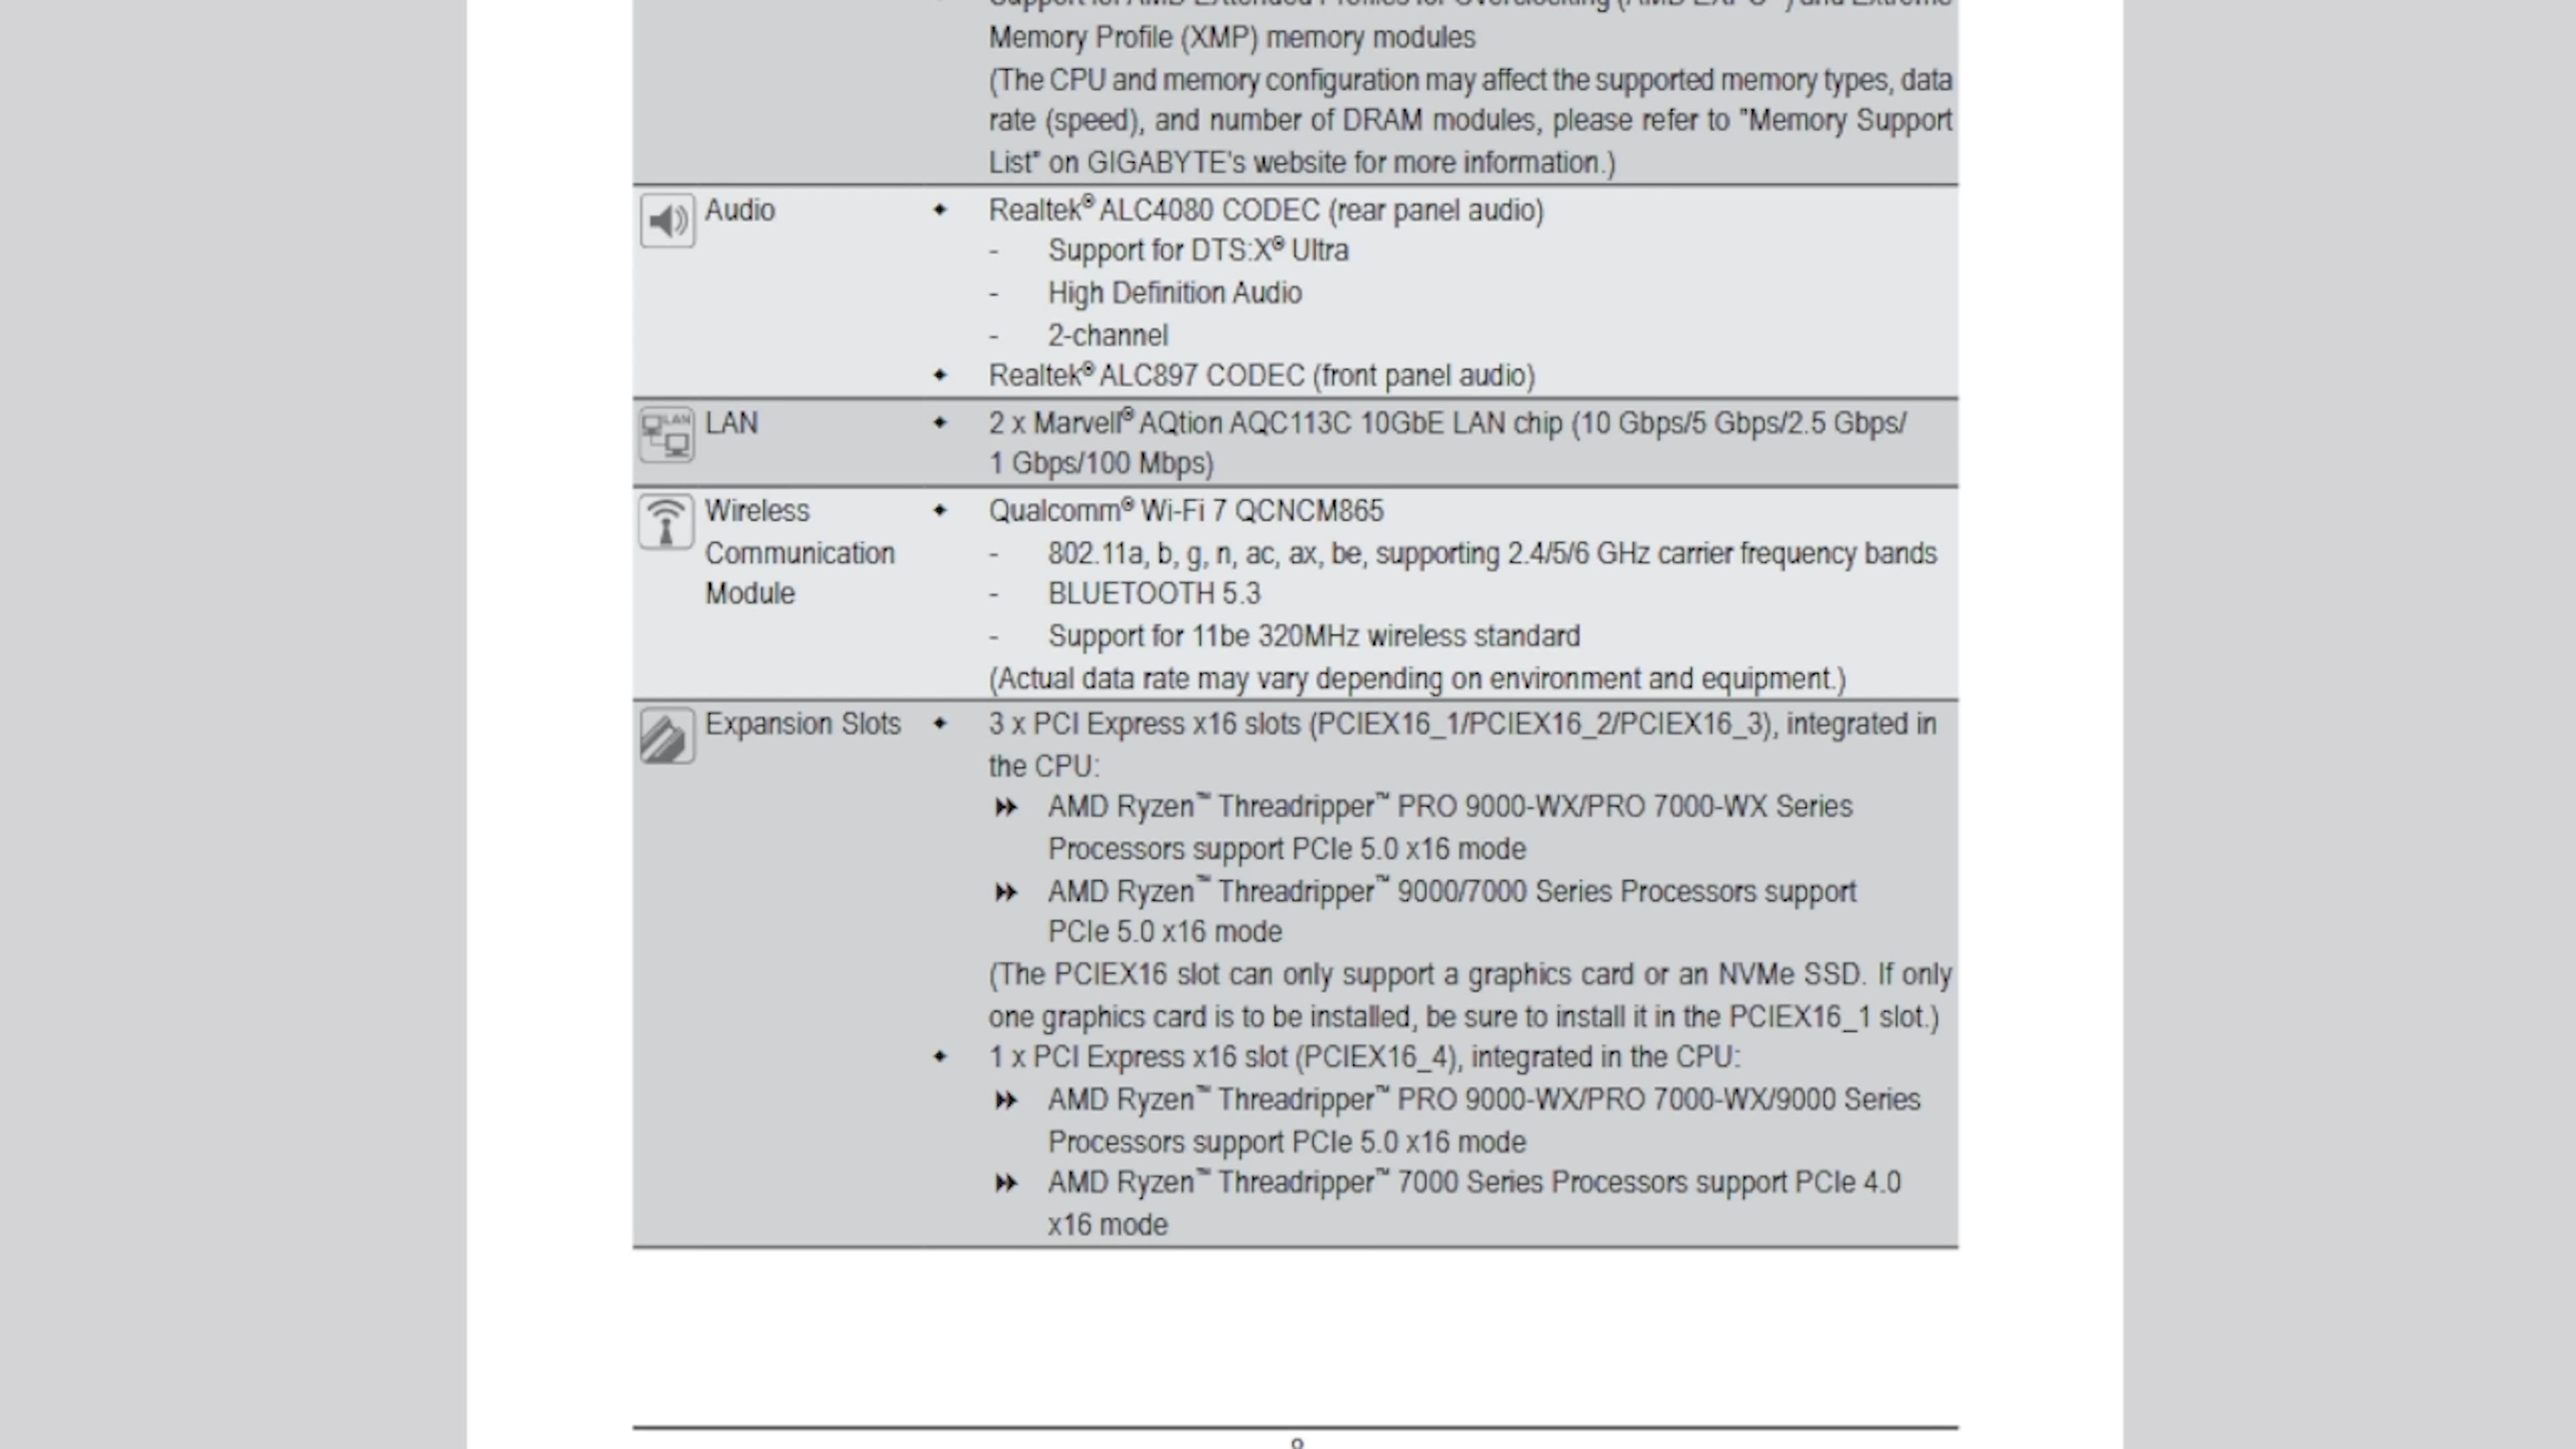 Support for AMD Extended Profiles for Overclocking (AMD EXPO™) and Extreme
Memory Profile (XMP) memory modules
(The CPU and memory configuration may affect the supported memory types, data
rate (speed), and number of DRAM modules, please refer to "Memory Support
List" on GIGABYTE's website for more information.)
Audio
◆ Realtek® ALC4080 CODEC (rear panel audio)
- Support for DTS:X® Ultra
- High Definition Audio
- 2-channel
◆ Realtek® ALC897 CODEC (front panel audio)
LAN
LAN
◆ 2 x Marvell® AQtion AQC113C 10GbE LAN chip (10 Gbps/5 Gbps/2.5 Gbps/
1 Gbps/100 Mbps)
Wireless
Communication
Module
◆ Qualcomm® Wi-Fi 7 QCNCM865
- 802.11a, b, g, n, ac, ax, be, supporting 2.4/5/6 GHz carrier frequency bands
- BLUETOOTH 5.3
- Support for 11be 320MHz wireless standard
(Actual data rate may vary depending on environment and equipment.)
Expansion Slots
◆ 3 x PCI Express x16 slots (PCIEX16_1/PCIEX16_2/PCIEX16_3), integrated in
the CPU:
AMD Ryzen™ Threadripper™ PRO 9000-WX/PRO 7000-WX Series
Processors support PCIe 5.0 x16 mode
AMD Ryzen™ Threadripper™ 9000/7000 Series Processors support
PCIe 5.0 x16 mode
(The PCIEX16 slot can only support a graphics card or an NVMe SSD. If only
one graphics card is to be installed, be sure to install it in the PCIEX16_1 slot.)
◆ 1 x PCI Express x16 slot (PCIEX16_4), integrated in the CPU:
AMD Ryzen™ Threadripper™ PRO 9000-WX/PRO 7000-WX/9000 Series
Processors support PCIe 5.0 x16 mode
AMD Ryzen™ Threadripper™ 7000 Series Processors support PCIe 4.0
x16 mode